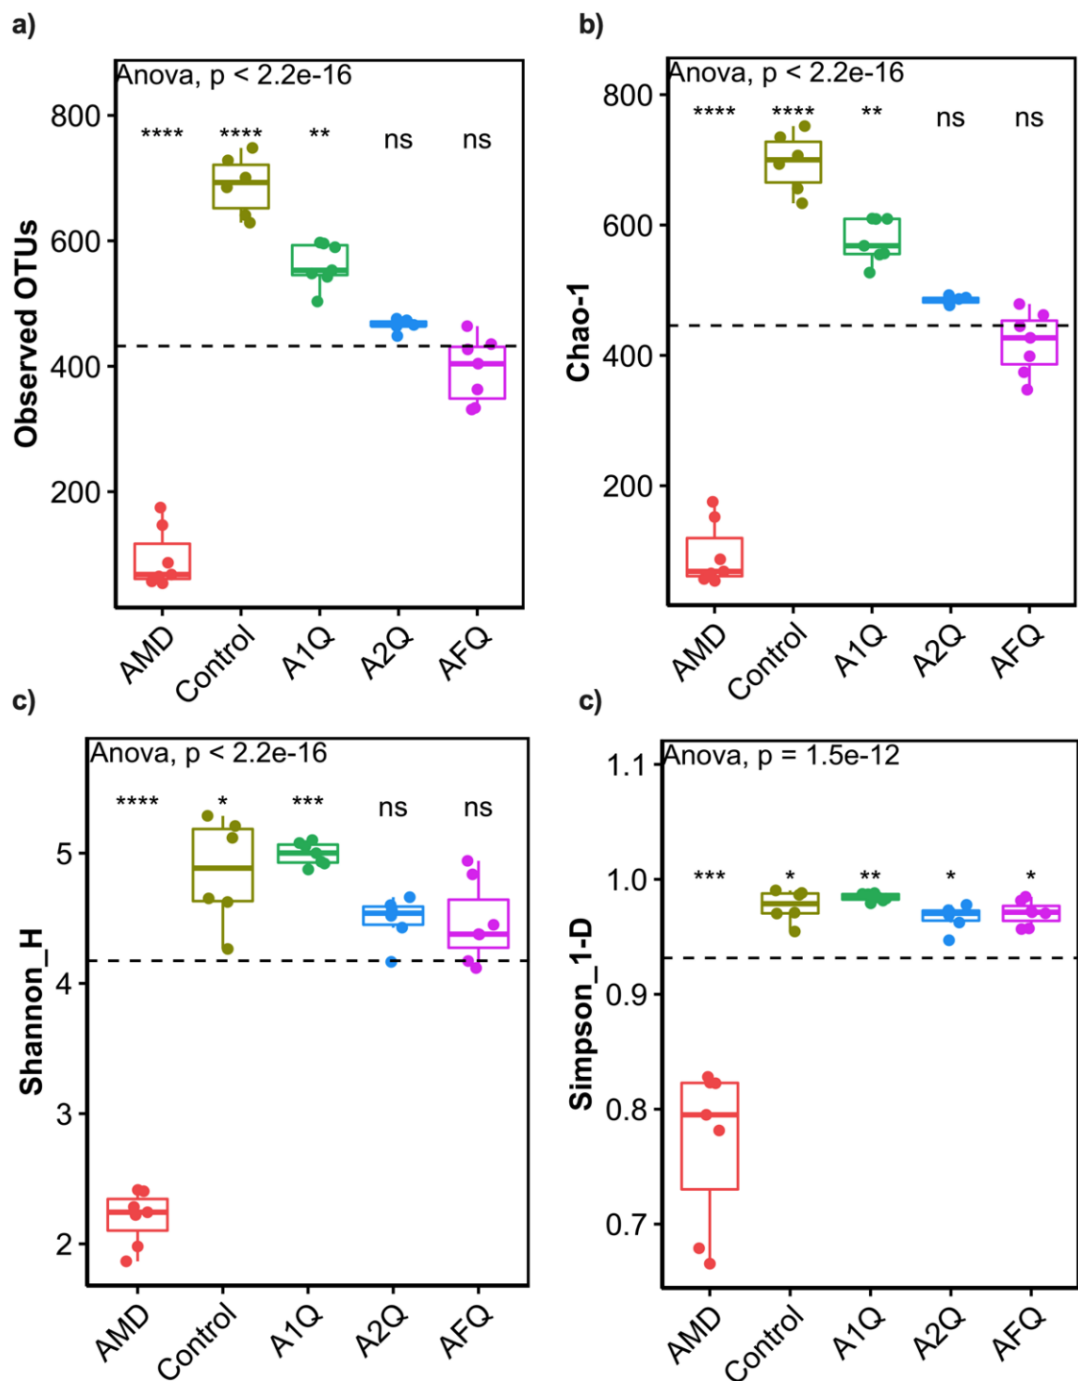 a)
Anova, p < 2.2e-16
**** **** ** ns ns
800
600
400
200
Observed OTUs
AMD Control A1Q A2Q AFQ
b)
Anova, p < 2.2e-16
**** **** ** ns ns
800
600
400
200
Chao-1
AMD Control A1Q A2Q AFQ
c)
Anova, p < 2.2e-16
**** * *** ns ns
5
4
3
2
Shannon_H
AMD Control A1Q A2Q AFQ
c)
Anova, p = 1.5e-12
*** * ** * *
1.1
1.0
0.9
0.8
0.7
Simpson_1-D
AMD Control A1Q A2Q AFQ